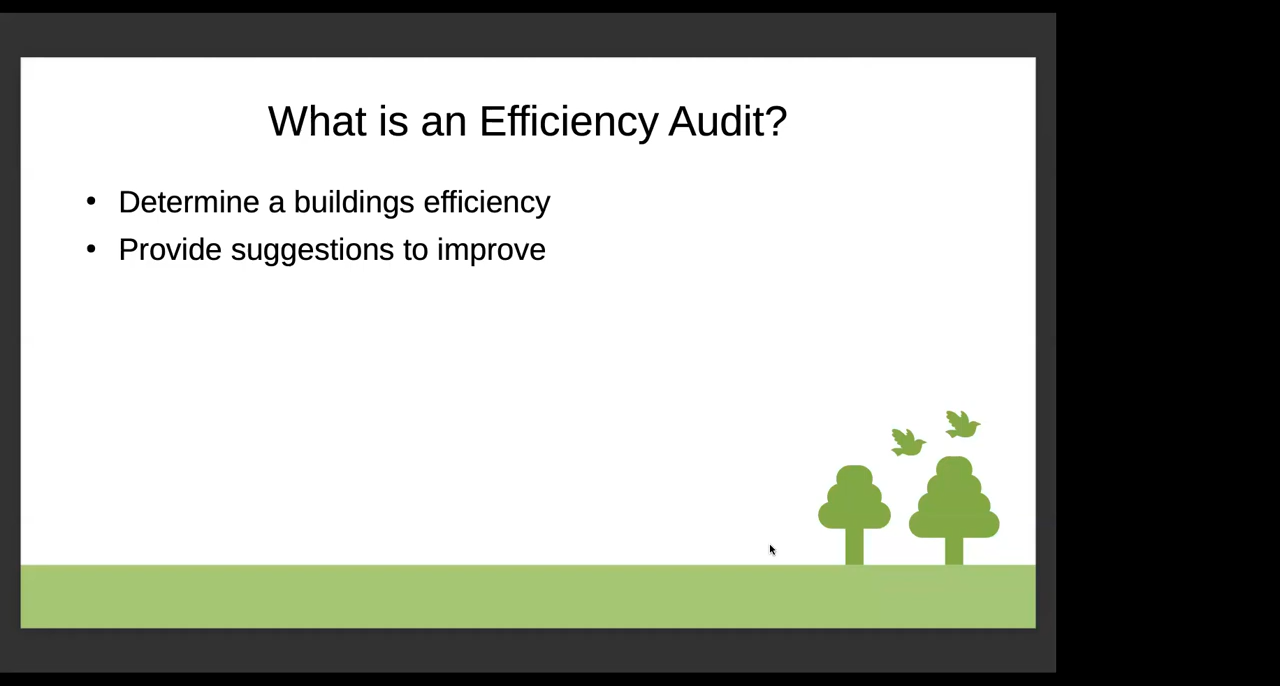 What is an Efficiency Audit?
• Determine a buildings efficiency
• Provide suggestions to improve